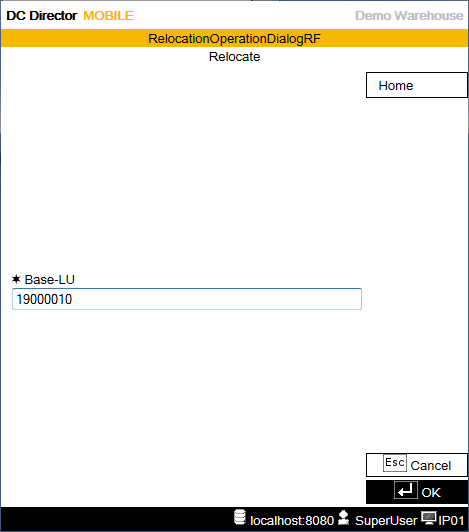 DC Director MOBILE Demo Warehouse
RelocationOperationDialogRF
Relocate
Home
✶ Base-LU
19000010
Esc Cancel
OK
localhost:8080 SuperUser IP01